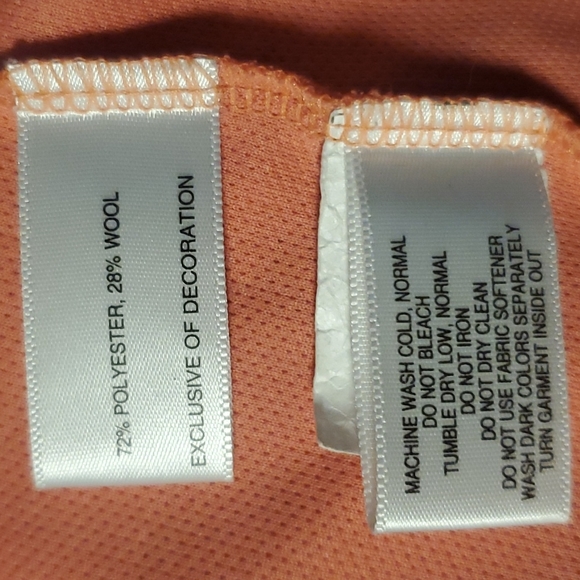 72% POLYESTER, 28% WOOL
EXCLUSIVE OF DECORATION
MACHINE WASH COLD, NORMAL
DO NOT BLEACH
TUMBLE DRY LOW, NORMAL
DO NOT IRON
DO NOT DRY CLEAN
DO NOT USE FABRIC SOFTENER
WASH DARK COLORS SEPARATELY
TURN GARMENT INSIDE OUT